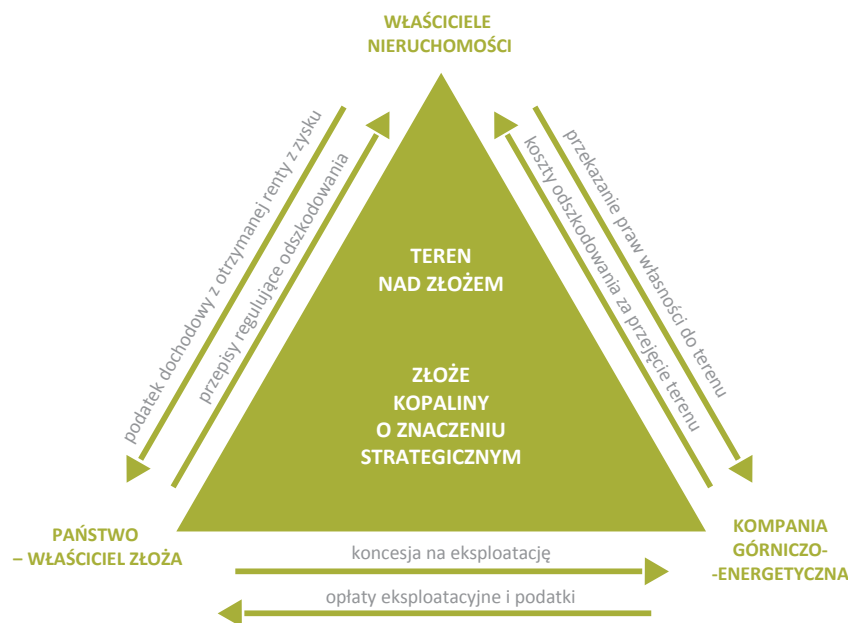 WŁAŚCICIELE
NIERUCHOMOŚCI
podatek dochodowy z otrzymanej renty z zysku
przepisy regulujące odszkodowania
koszty odszkodowania za przejęcie terenu
przekazanie praw własności do terenu
TEREN
NAD ZŁOŻEM
ZŁOŻE
KOPALINY
O ZNACZENIU
STRATEGICZNYM
PAŃSTWO
– WŁAŚCICIEL ZŁOŻA
KOMPANIA
GÓRNICZO-
-ENERGETYCZNA
koncesja na eksploatację
opłaty eksploatacyjne i podatki